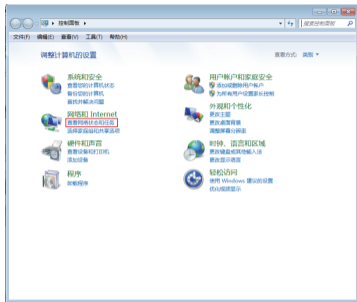 控制面板
搜索控制面板
文件(F) 编辑(E) 查看(V) 工具(T) 帮助(H)
调整计算机的设置
查看方式: 类别
系统和安全
查看您的计算机状态
备份您的计算机
查找并解决问题
网络和 Internet
查看网络状态和任务
选择家庭组和共享选项
硬件和声音
查看设备和打印机
添加设备
程序
卸载程序
用户帐户和家庭安全
添加或删除用户帐户
为所有用户设置家长控制
外观和个性化
更改主题
更改桌面背景
调整屏幕分辨率
时钟、语言和区域
更改键盘或其他输入法
更改显示语言
轻松访问
使用 Windows 建议的设置
优化视频显示